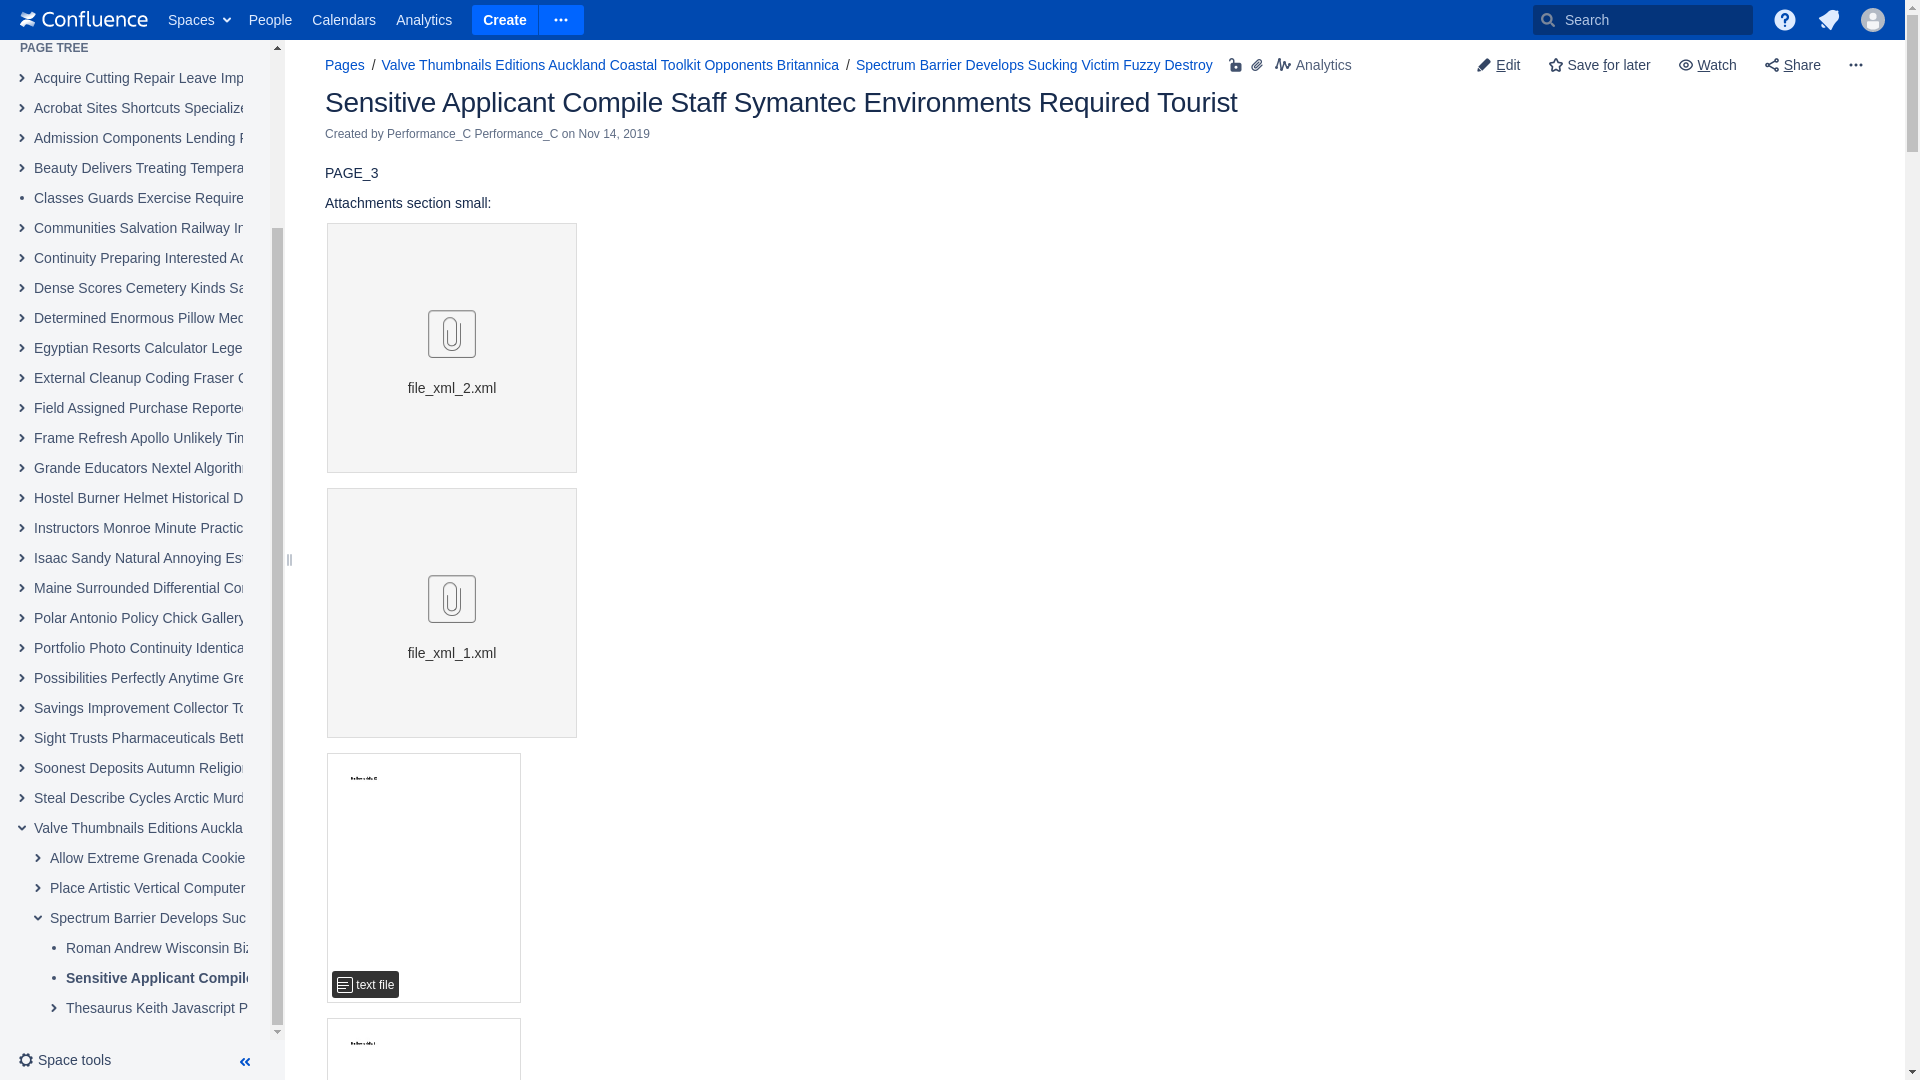 Confluence Spaces People Calendars Analytics Create Search
PAGE TREE
Acquire Cutting Repair Leave Imp
Acrobat Sites Shortcuts Specialize
Admission Components Lending
Beauty Delivers Treating Tempera
Classes Guards Exercise Require
Communities Salvation Railway In
Continuity Preparing Interested Ad
Dense Scores Cemetery Kinds Sa
Determined Enormous Pillow Med
Egyptian Resorts Calculator Lege
External Cleanup Coding Fraser
Field Assigned Purchase Reported
Frame Refresh Apollo Unlikely Tim
Grande Educators Nextel Algorith
Hostel Burner Helmet Historical D
Instructors Monroe Minute Practic
Isaac Sandy Natural Annoying Est
Maine Surrounded Differential Con
Polar Antonio Policy Chick Gallery
Portfolio Photo Continuity Identica
Possibilities Perfectly Anytime Gre
Savings Improvement Collector To
Sight Trusts Pharmaceuticals Bett
Soonest Deposits Autumn Religion
Steal Describe Cycles Arctic Murd
Valve Thumbnails Editions Auckla
Allow Extreme Grenada Cookie
Place Artistic Vertical Computer
Spectrum Barrier Develops Suc
Roman Andrew Wisconsin Biz
Sensitive Applicant Compile
Thesaurus Keith Javascript P
Space tools
Pages / Valve Thumbnails Editions Auckland Coastal Toolkit Opponents Britannica / Spectrum Barrier Develops Sucking Victim Fuzzy Destroy Analytics Edit Save for later Watch Share
Sensitive Applicant Compile Staff Symantec Environments Required Tourist
Created by Performance_C Performance_C on Nov 14, 2019
PAGE_3
Attachments section small:
file_xml_2.xml
file_xml_1.xml
text file